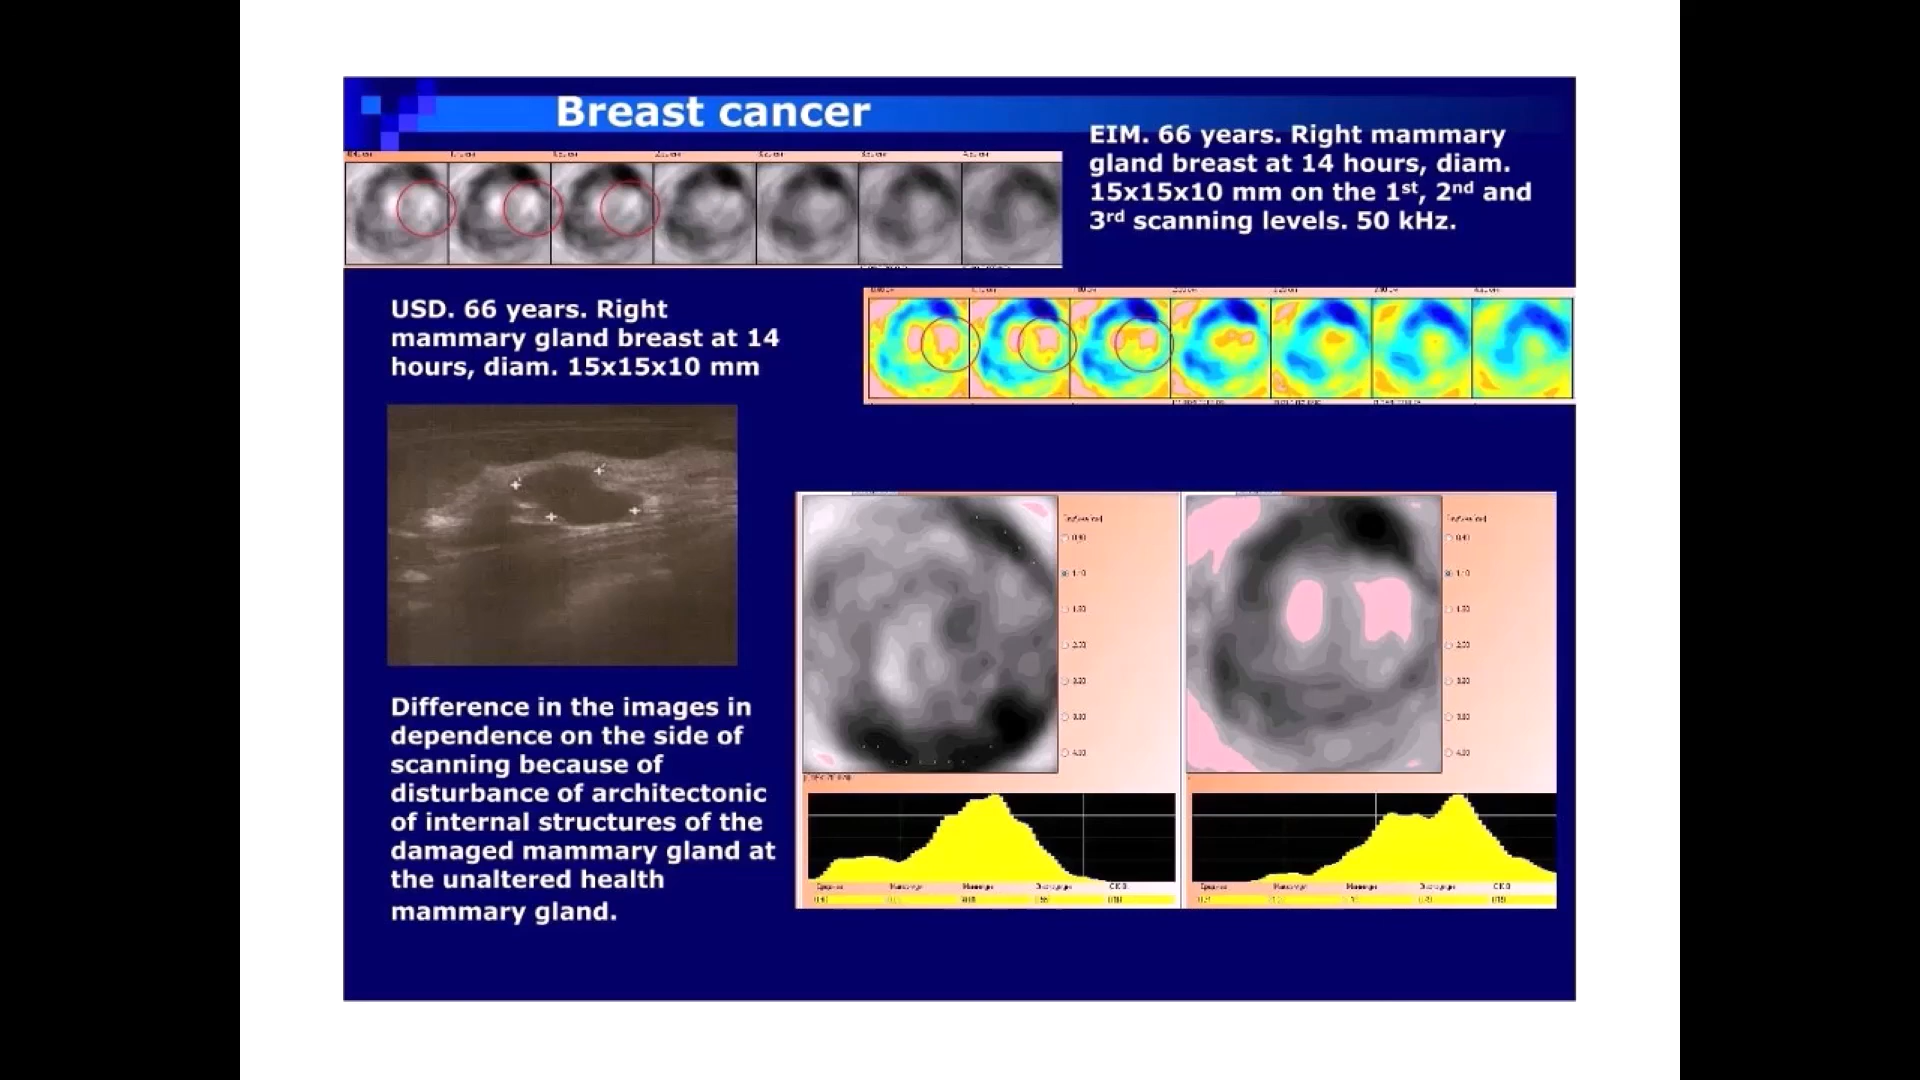 Breast cancer
EIM. 66 years. Right mammary
gland breast at 14 hours, diam.
15x15x10 mm on the 1st, 2nd and
3rd scanning levels. 50 kHz.
USD. 66 years. Right
mammary gland breast at 14
hours, diam. 15x15x10 mm
Difference in the images in
dependence on the side of
scanning because of
disturbance of architectonic
of internal structures of the
damaged mammary gland at
the unaltered health
mammary gland.